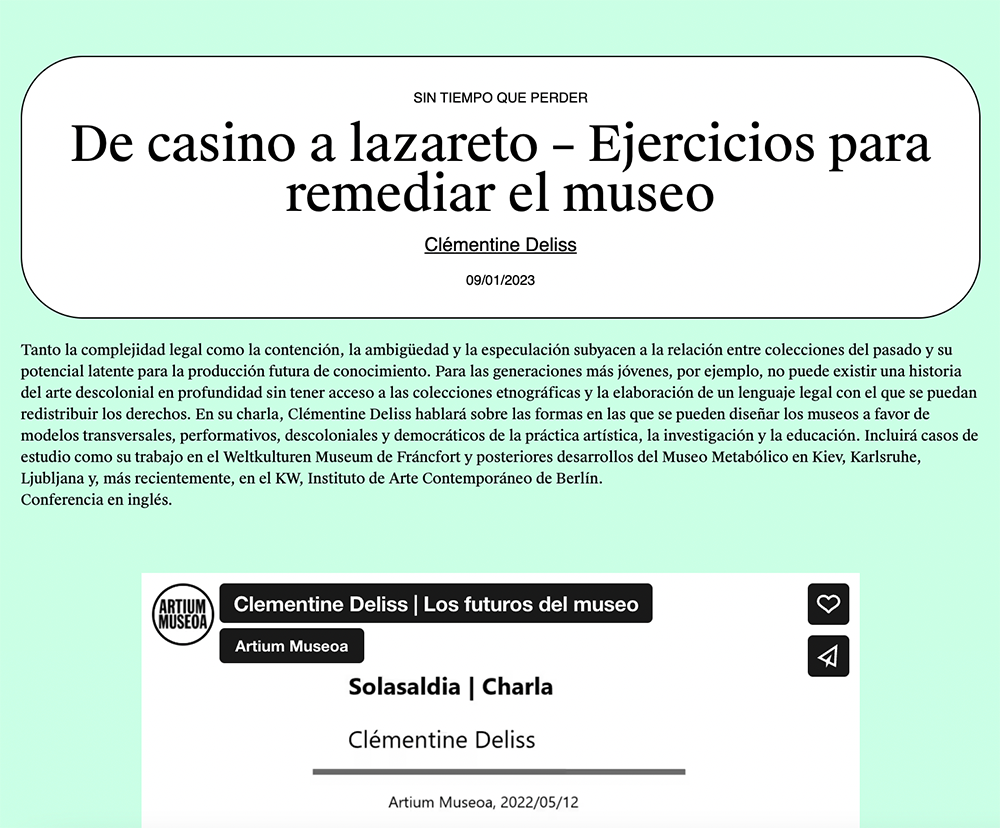 SIN TIEMPO QUE PERDER
De casino a lazareto – Ejercicios para
remediar el museo
Clémentine Deliss
09/01/2023
Tanto la complejidad legal como la contención, la ambigüedad y la especulación subyacen a la relación entre colecciones del pasado y su
potencial latente para la producción futura de conocimiento. Para las generaciones más jóvenes, por ejemplo, no puede existir una historia
del arte descolonial en profundidad sin tener acceso a las colecciones etnográficas y la elaboración de un lenguaje legal con el que se puedan
redistribuir los derechos. En su charla, Clémentine Deliss hablará sobre las formas en las que se pueden diseñar los museos a favor de
modelos transversales, performativos, descoloniales y democráticos de la práctica artística, la investigación y la educación. Incluirá casos de
estudio como su trabajo en el Weltkulturen Museum de Fráncfort y posteriores desarrollos del Museo Metabólico en Kiev, Karlsruhe,
Ljubljana y, más recientemente, en el KW, Instituto de Arte Contemporáneo de Berlín.
Conferencia en inglés.
ARTIUM
MUSEOA
Clementine Deliss | Los futuros del museo
Artium Museoa
Solasaldia | Charla
Clémentine Deliss
Artium Museoa, 2022/05/12